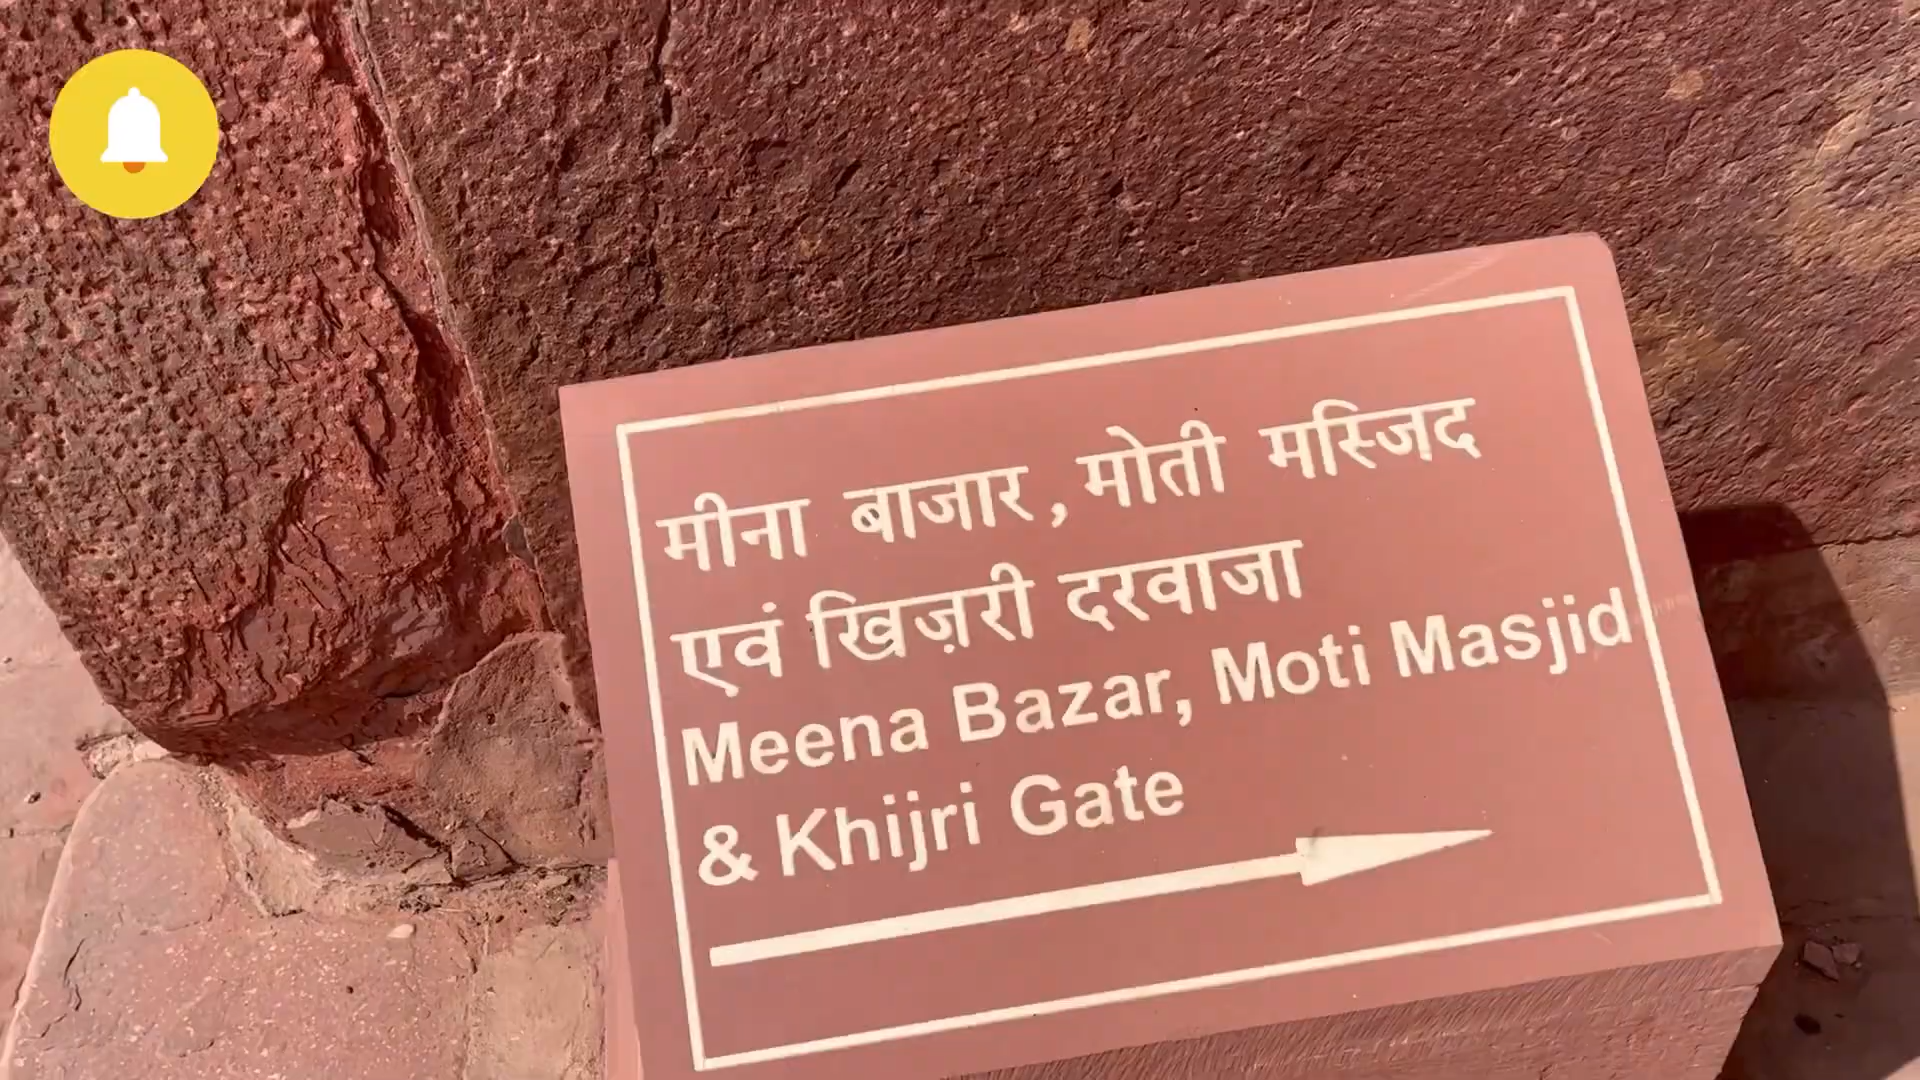 मीना बाजार, मोती मस्जिद
एवं खिज़री दरवाजा
Meena Bazar, Moti Masjid
& Khijri Gate